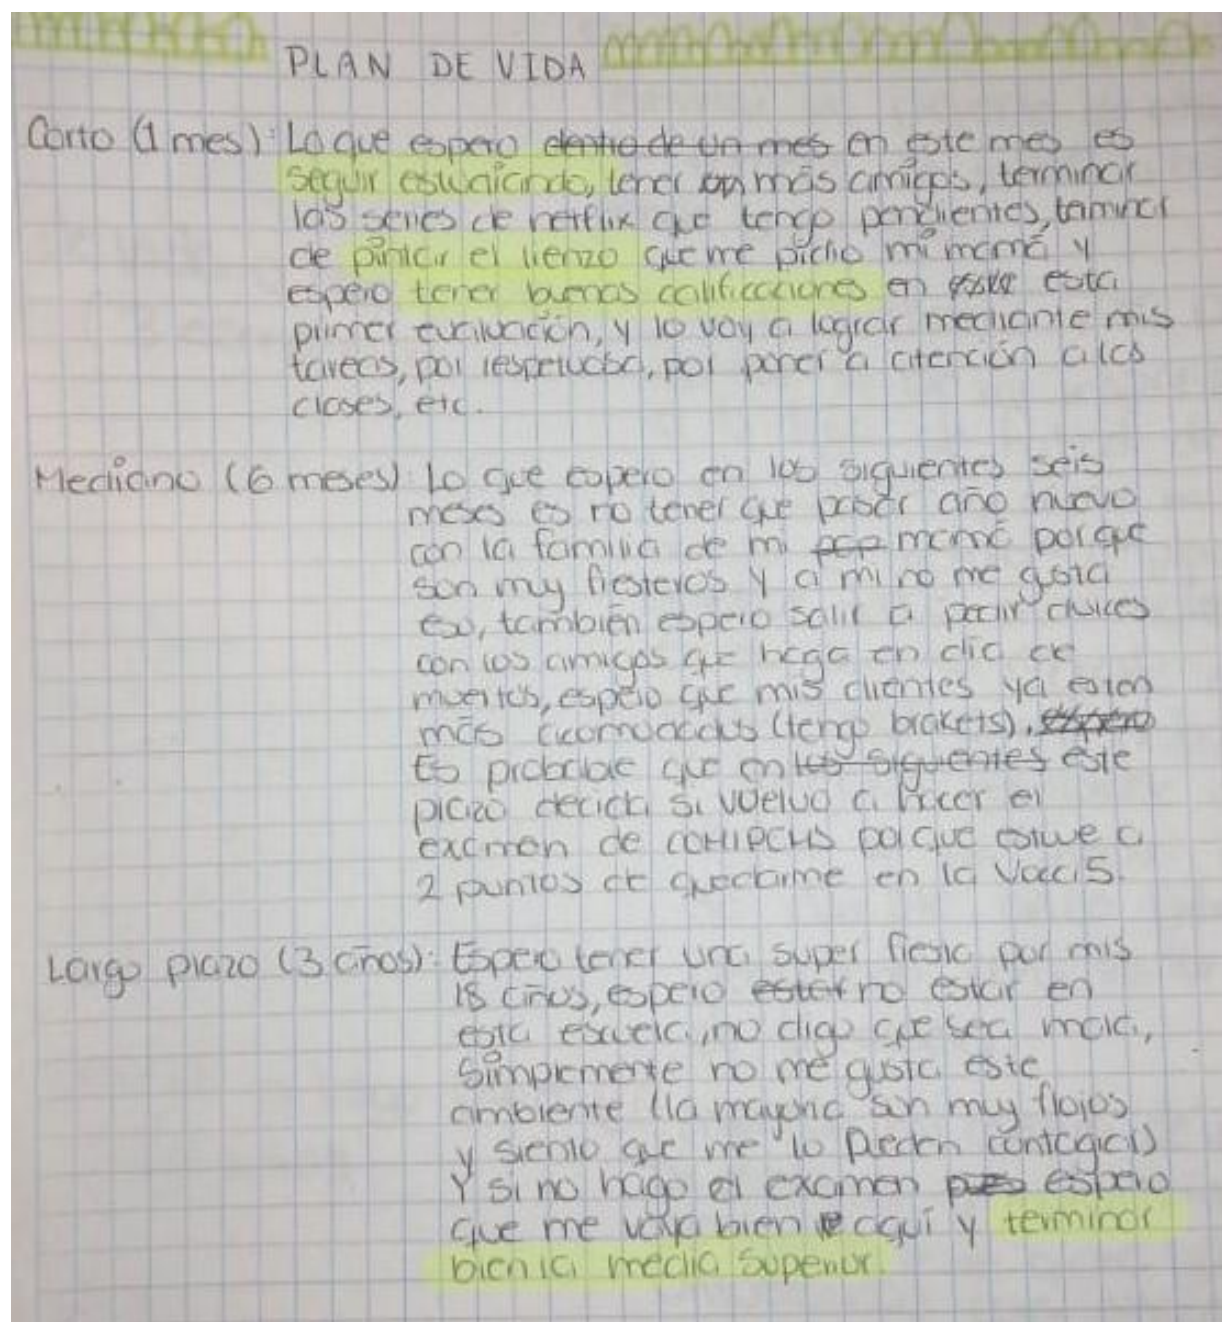 PLAN DE VIDA
Corto (1 mes): Lo que espero dentro de un mes en este mes es
seguir estudiando, tener más amigos, terminar
las series de netflix que tengo pendientes, terminar
de pintar el lienzo que me pidio mi mamá y
espero tener buenas calificaciones en esta
primer evaluación, y lo voy a lograr mediante mis
tareas, por poner a atención a las
clases, etc.
Mediano (6 meses) Lo que espero en los siguientes seis
meses es no tener que pasar año nuevo
con la familia de mi pap mamá porque
son muy fiesteros y a mi no me gusta
eso, también espero salir a pedir dulces
con los amigos que haga en dia de
muertos, espero que mis dientes ya esten
más acomodados (tengo brakets), espero
Es probable que en los siguientes este
plazo decida si vuelvo a hacer el
examen de COMIPEMS porque estuve a
2 puntos de quedarme en la Voca 5.
Largo plazo (3 años): Espero tener una super fiesta por mis
18 años, espero estar no estar en
esta escuela, no digo que sea mala,
simplemente no me gusta este
ambiente (la mayoria son muy flojos
y siento que me lo pueden contagiar)
Y si no hago el examen pues espero
que me vaya bien aquí y terminar
bien la media superior.